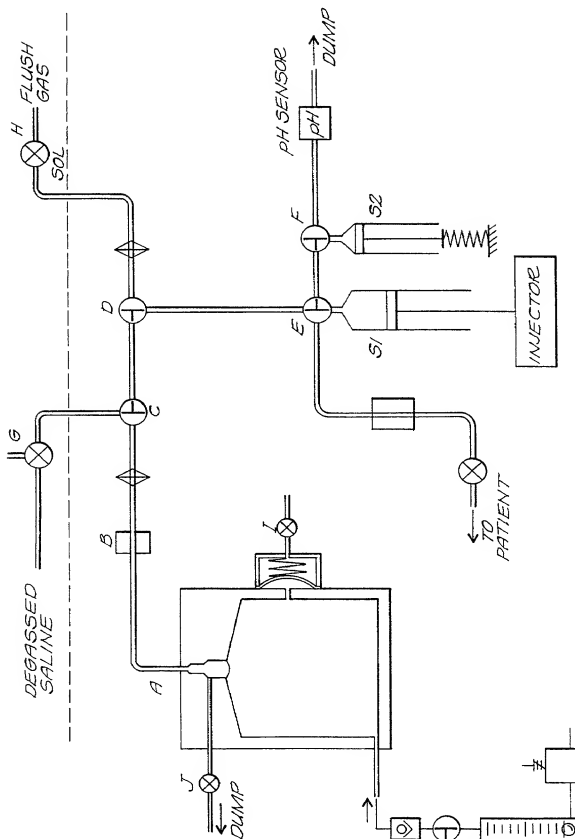 DEGASSED
SALINE
G
H
FLUSH
GAS
SOL
A
B
C
D
E
F
PH SENSOR
pH
DUMP
S1
S2
INJECTOR
TO
PATIENT
I
J
DUMP